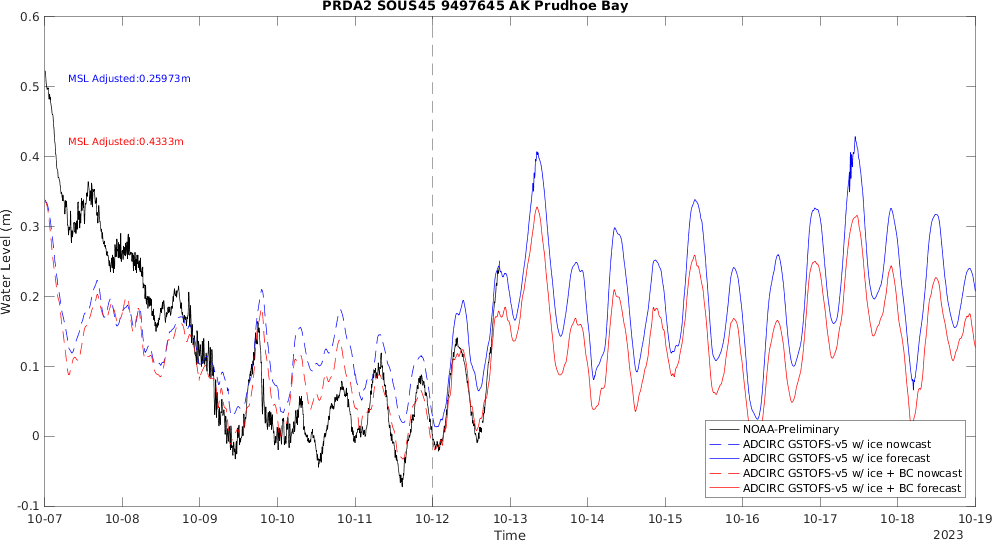 PRDA2 SOUS45 9497645 AK Prudhoe Bay
0.6
0.5
0.4
0.3
0.2
0.1
0
-0.1
Water Level (m)
MSL Adjusted:0.25973m
MSL Adjusted:0.4333m
NOAA-Preliminary
ADCIRC GSTOFS-v5 w/ ice nowcast
ADCIRC GSTOFS-v5 w/ ice forecast
ADCIRC GSTOFS-v5 w/ ice + BC nowcast
ADCIRC GSTOFS-v5 w/ ice + BC forecast
10-07 10-08 10-09 10-10 10-11 10-12 10-13 10-14 10-15 10-16 10-17 10-18 10-19
Time
2023